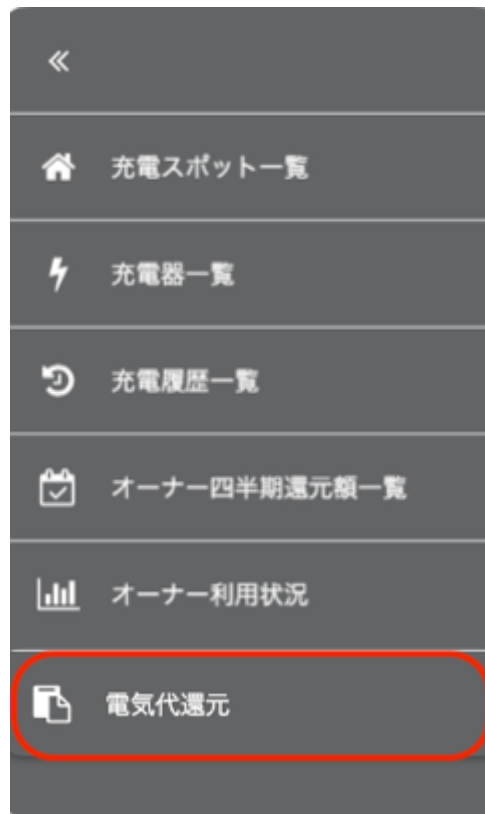 «
充電スポット一覧
充電器一覧
充電履歴一覧
オーナー四半期還元額一覧
オーナー利用状況
電気代還元